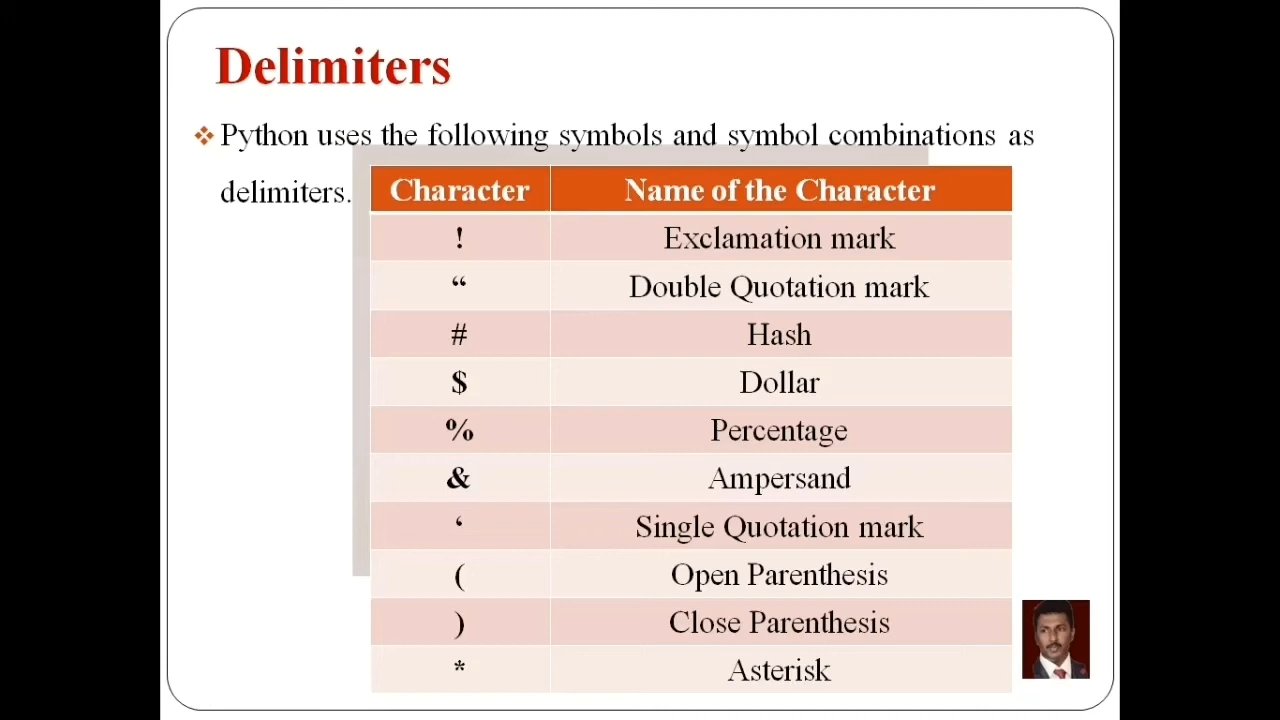 Delimiters
❖ Python uses the following symbols and symbol combinations as
delimiters.
Character Name of the Character
! Exclamation mark
“ Double Quotation mark
# Hash
$ Dollar
% Percentage
& Ampersand
‘ Single Quotation mark
( Open Parenthesis
) Close Parenthesis
* Asterisk